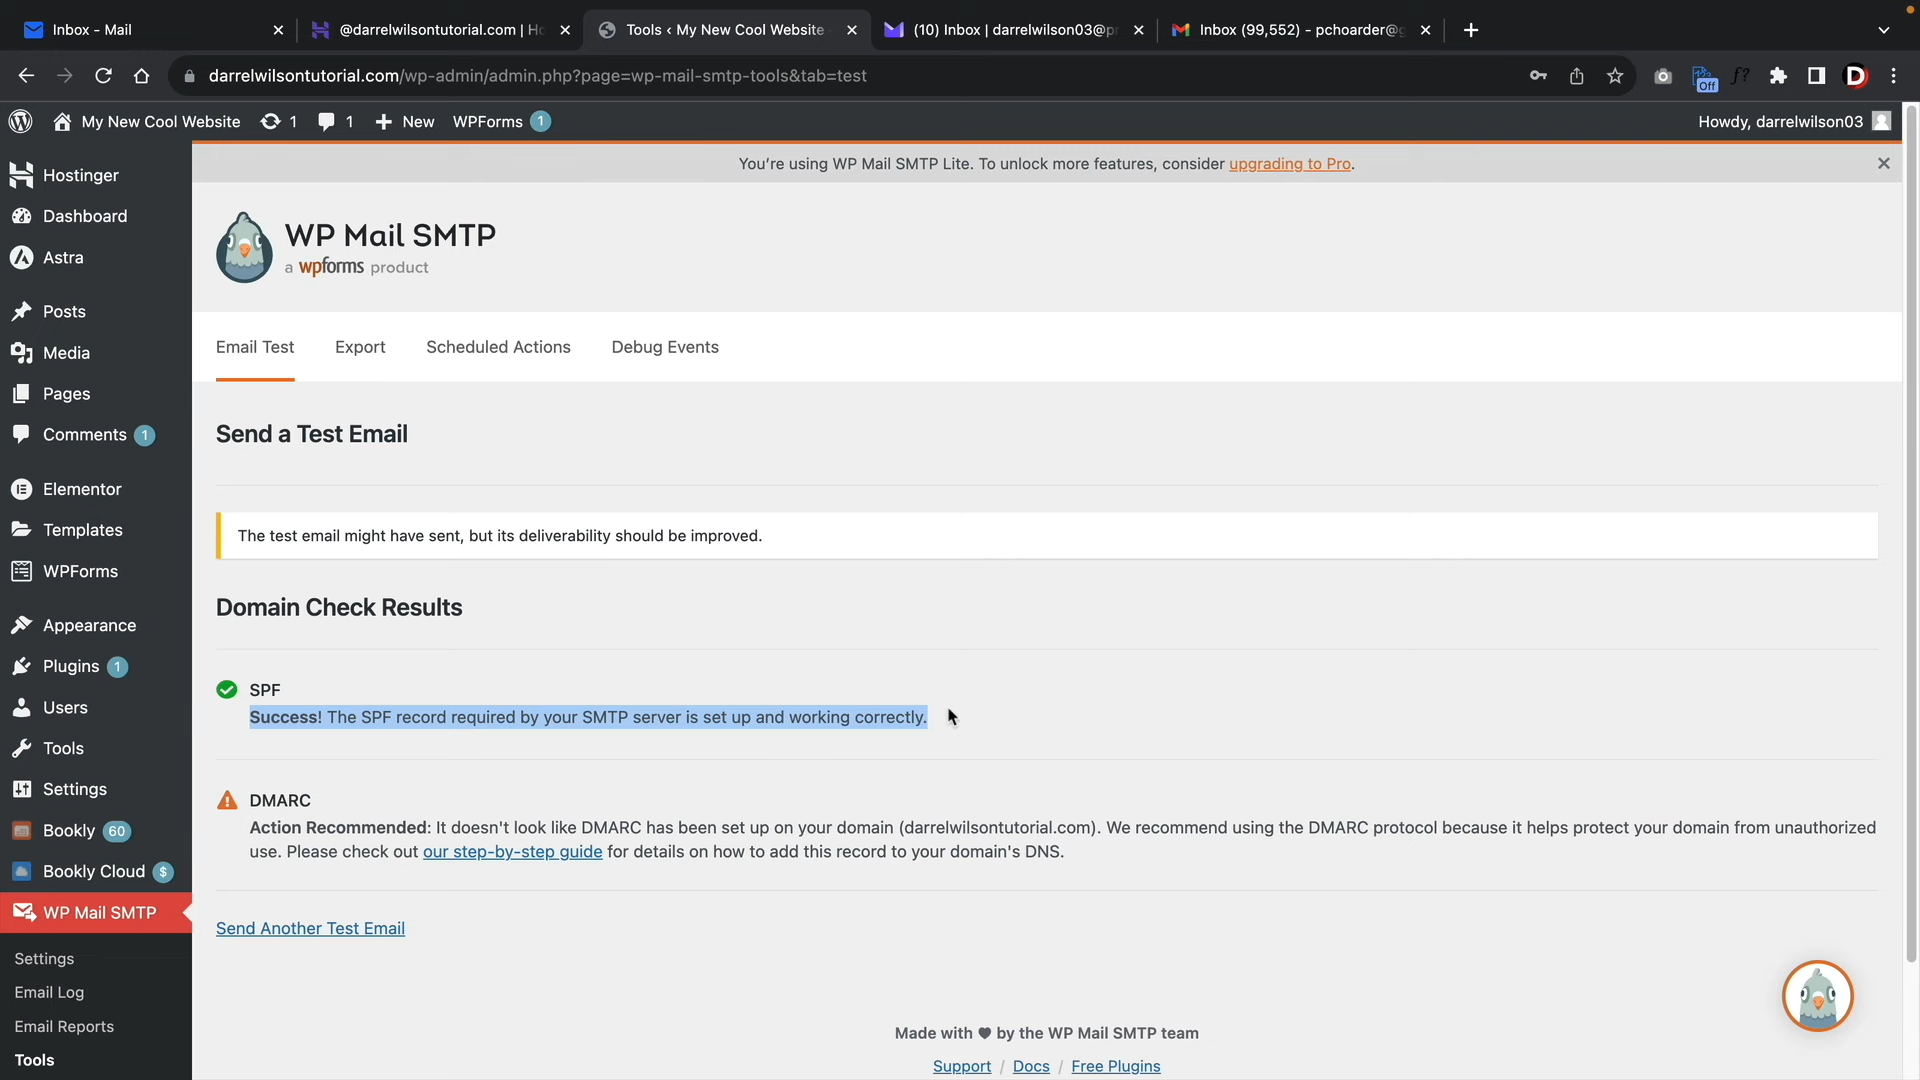 Inbox - Mail
@darrelwilsontutorial.com | Ho
Tools ‹ My New Cool Website
(10) Inbox | darrelwilson03@pr
Inbox (99,552) - pchoarder@g
darrelwilsontutorial.com/wp-admin/admin.php?page=wp-mail-smtp-tools&tab=test
f?
Off
D
My New Cool Website
1
1
New
WPForms 1
Howdy, darrelwilson03
You're using WP Mail SMTP Lite. To unlock more features, consider upgrading to Pro.
Hostinger
Dashboard
Astra
Posts
Media
Pages
Comments 1
Elementor
Templates
WPForms
Appearance
Plugins 1
Users
Tools
Settings
Bookly 60
Bookly Cloud $
WP Mail SMTP
Settings
Email Log
Email Reports
Tools
WP Mail SMTP
a wpforms product
Email Test
Export
Scheduled Actions
Debug Events
Send a Test Email
The test email might have sent, but its deliverability should be improved.
Domain Check Results
SPF
Success! The SPF record required by your SMTP server is set up and working correctly.
DMARC
Action Recommended: It doesn't look like DMARC has been set up on your domain (darrelwilsontutorial.com). We recommend using the DMARC protocol because it helps protect your domain from unauthorized
use. Please check out our step-by-step guide for details on how to add this record to your domain's DNS.
Send Another Test Email
Made with ♥ by the WP Mail SMTP team
Support / Docs / Free Plugins